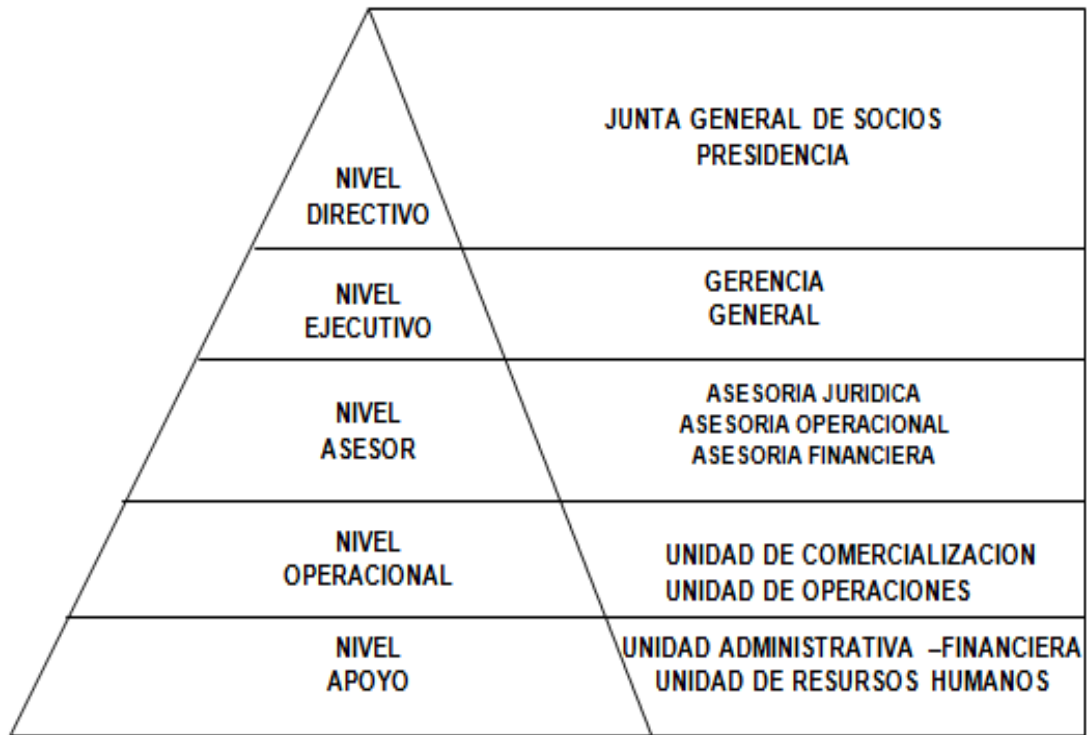 JUNTA GENERAL DE SOCIOS
PRESIDENCIA
NIVEL
DIRECTIVO
GERENCIA
GENERAL
NIVEL
EJECUTIVO
ASESORIA JURIDICA
ASESORIA OPERACIONAL
ASESORIA FINANCIERA
NIVEL
ASESOR
NIVEL
OPERACIONAL
UNIDAD DE COMERCIALIZACION
UNIDAD DE OPERACIONES
NIVEL
APOYO
UNIDAD ADMINISTRATIVA –FINANCIERA
UNIDAD DE RESURSOS HUMANOS